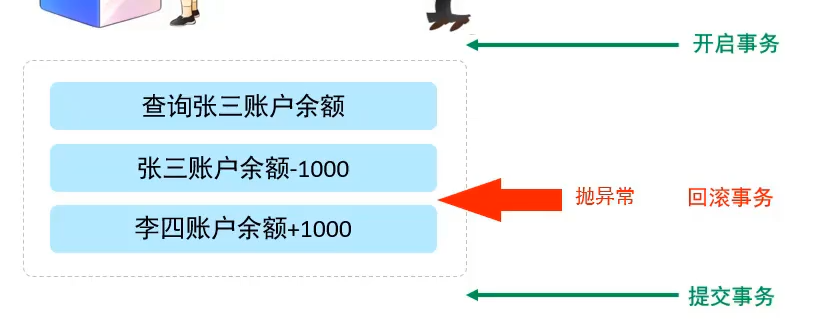 开启事务
查询张三账户余额
张三账户余额-1000
抛异常 回滚事务
李四账户余额+1000
提交事务